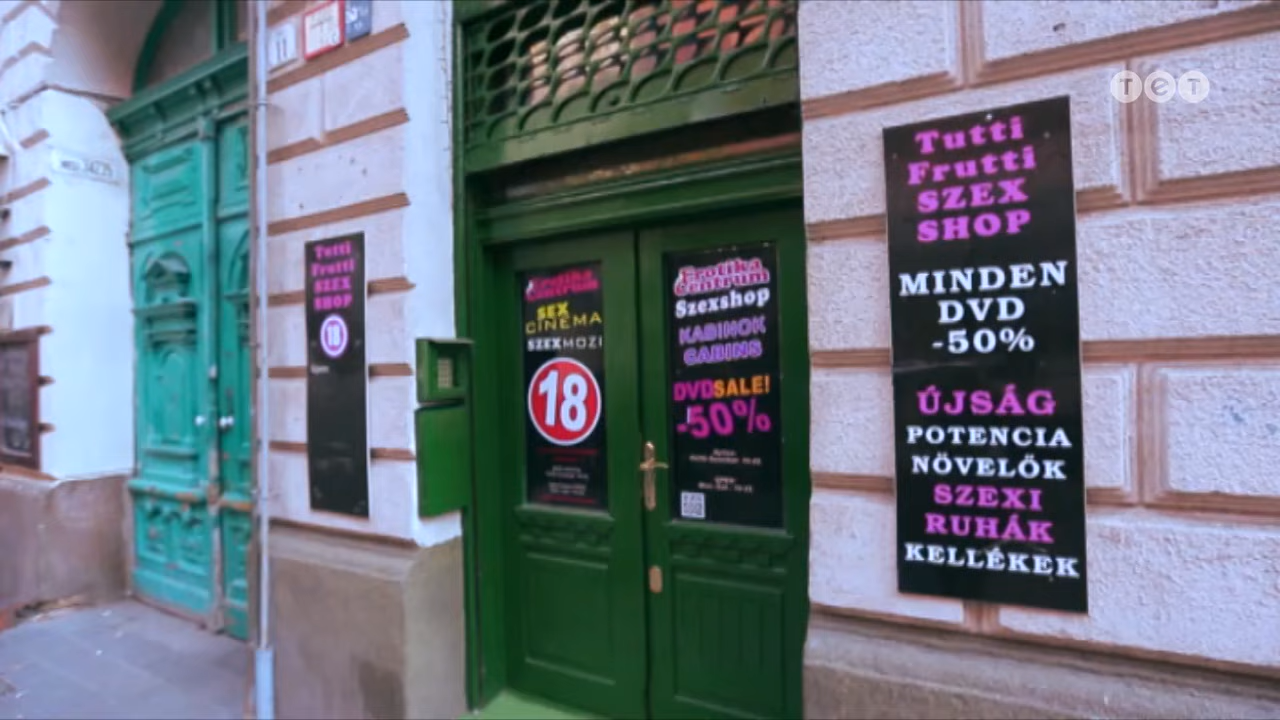 11
TeT
Tutti
Frutti
SZEX
SHOP
18
Erotika
Centrum
SEX
CINEMA
SZEXMOZI
18
Erotika
Centrum
Szexshop
KABINOK
CABINS
DVD SALE!
-50%
Tutti
Frutti
SZEX
SHOP
MINDEN
DVD
-50%
ÚJSÁG
POTENCIA
NÖVELŐK
SZEXI
RUHÁK
KELLÉKEK